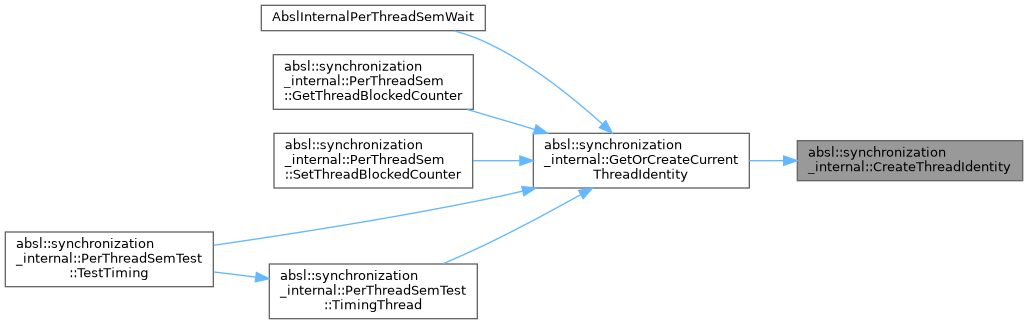 AbslInternalPerThreadSemWait
absl::synchronization
_internal::PerThreadSem
::GetThreadBlockedCounter
absl::synchronization
_internal::PerThreadSem
::SetThreadBlockedCounter
absl::synchronization
_internal::GetOrCreateCurrent
ThreadIdentity
absl::synchronization
_internal::CreateThreadIdentity
absl::synchronization
_internal::PerThreadSemTest
::TestTiming
absl::synchronization
_internal::PerThreadSemTest
::TimingThread